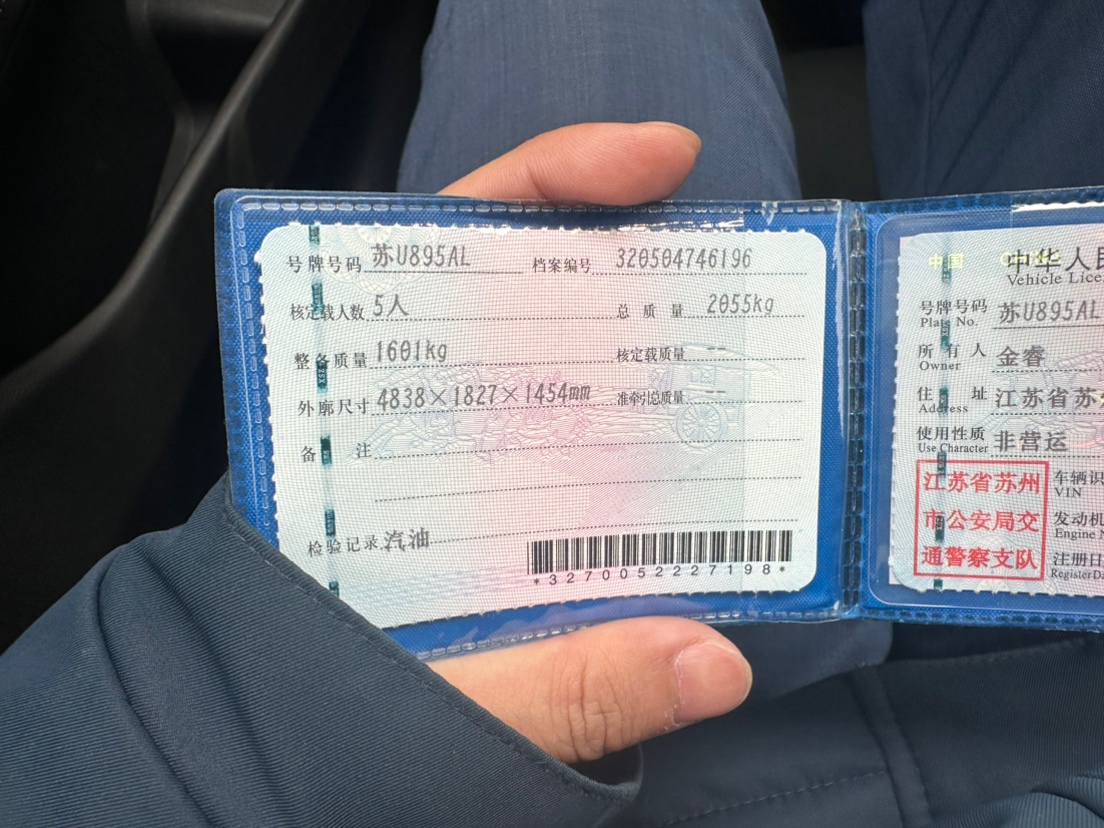 号牌号码 苏U895AL 档案编号 320504746196
核定载人数 5人 总质量 2055kg
整备质量 1601kg 核定载质量 --
外廓尺寸 4838×1827×1454mm 准牵引总质量 --
备注
检验记录 汽油
*3270052227198*
中国
中华人民
Vehicle Lice
号牌号码 苏U895AL
Plate No.
所有人 金睿
Owner
住址 江苏省苏
Address
使用性质 非营运
Use Character
江苏省苏州
市公安局交
通警察支队
车辆识
VIN
发动机
Engine N
注册日
Register Da